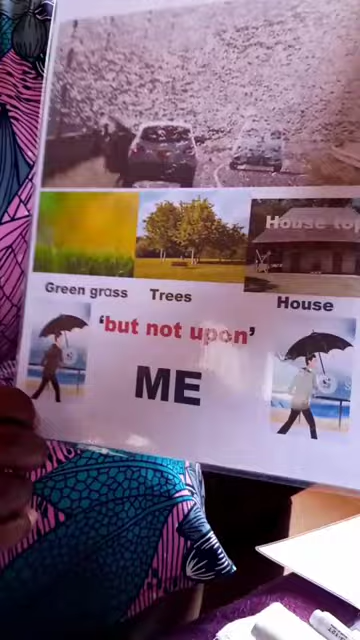 House top
Green grass Trees House
‘but not upon’
ME